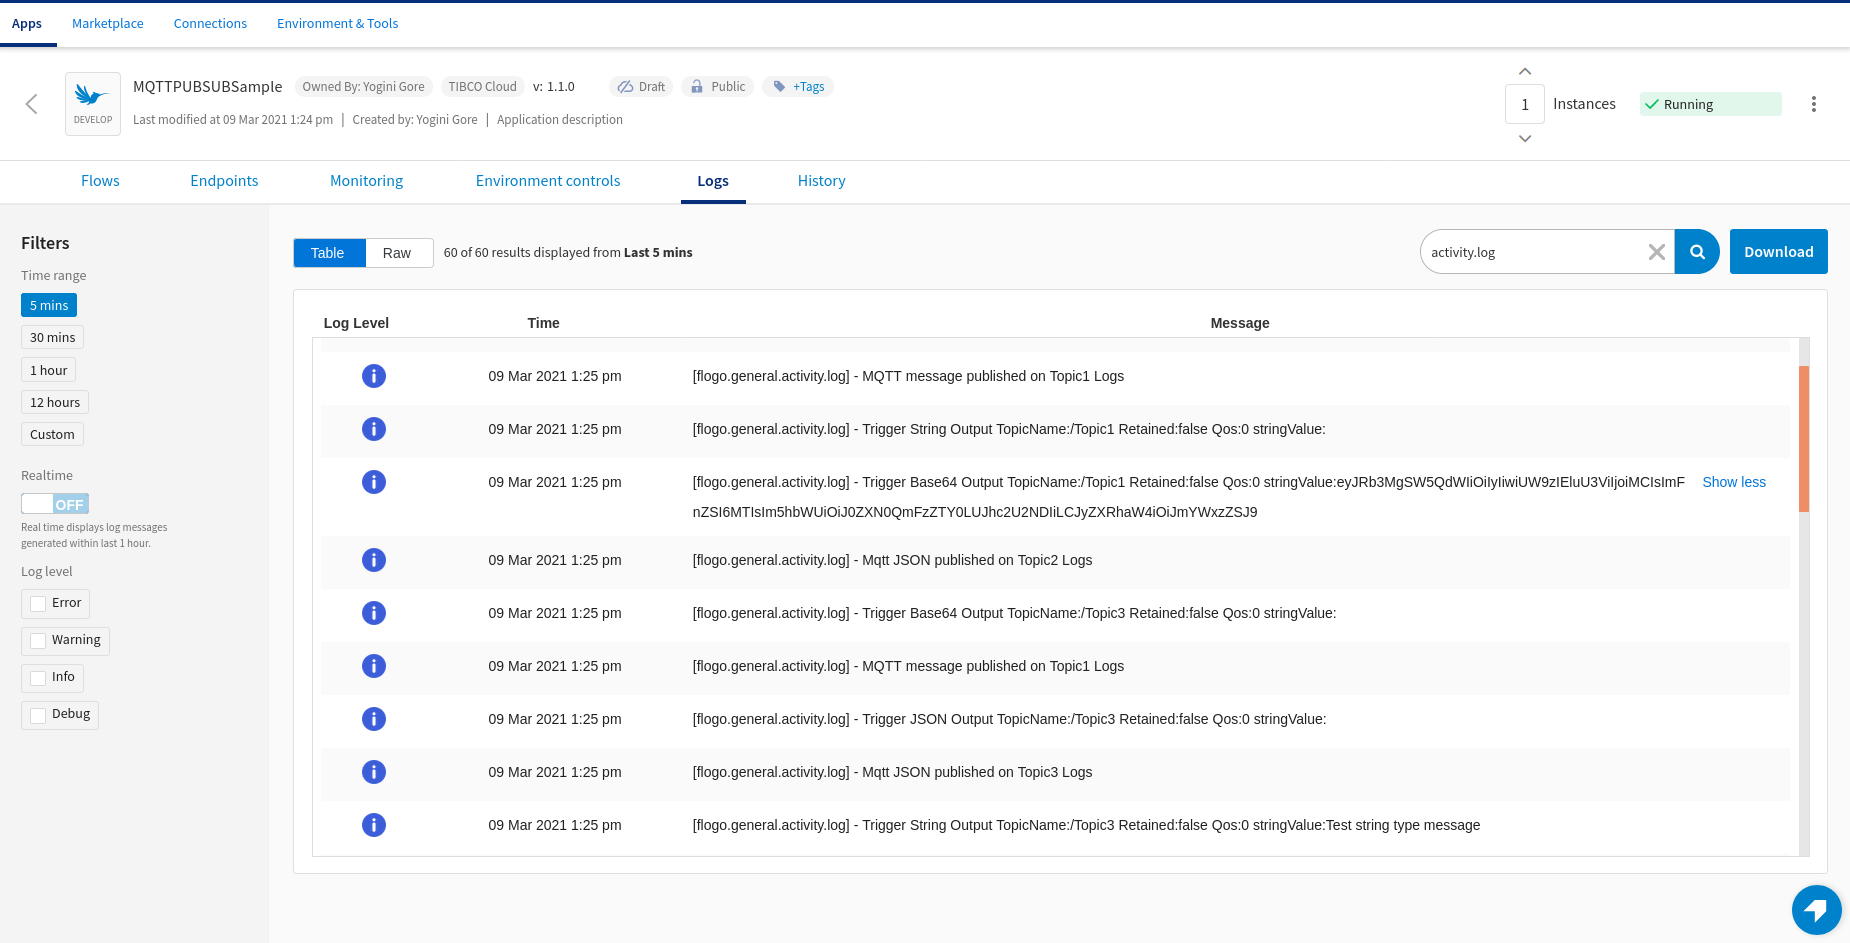 Apps Marketplace Connections Environment & Tools
MQTTPUBSUBSample Owned By: Yogini Gore TIBCO Cloud v: 1.1.0 Draft Public +Tags
DEVELOP
Last modified at 09 Mar 2021 1:24 pm | Created by: Yogini Gore | Application description
1 Instances Running
Flows Endpoints Monitoring Environment controls Logs History
Filters
Time range
5 mins
30 mins
1 hour
12 hours
Custom
Realtime
OFF
Real time displays log messages
generated within last 1 hour.
Log level
Error
Warning
Info
Debug
Table Raw 60 of 60 results displayed from Last 5 mins
activity.log Download
Log Level Time Message
09 Mar 2021 1:25 pm [flogo.general.activity.log] - MQTT message published on Topic1 Logs
09 Mar 2021 1:25 pm [flogo.general.activity.log] - Trigger String Output TopicName:/Topic1 Retained:false Qos:0 stringValue:
09 Mar 2021 1:25 pm [flogo.general.activity.log] - Trigger Base64 Output TopicName:/Topic1 Retained:false Qos:0 stringValue:eyJRb3MgSW5QdWIiOiIyIiwiUW9zIEluU3ViIjoiMCIsImF Show less
nZSI6MTIsIm5hbWUiOiJ0ZXN0QmFzZTY0LUJhc2U2NDIiLCJyZXRhaW4iOiJmYWxzZSJ9
09 Mar 2021 1:25 pm [flogo.general.activity.log] - Mqtt JSON published on Topic2 Logs
09 Mar 2021 1:25 pm [flogo.general.activity.log] - Trigger Base64 Output TopicName:/Topic3 Retained:false Qos:0 stringValue:
09 Mar 2021 1:25 pm [flogo.general.activity.log] - MQTT message published on Topic1 Logs
09 Mar 2021 1:25 pm [flogo.general.activity.log] - Trigger JSON Output TopicName:/Topic3 Retained:false Qos:0 stringValue:
09 Mar 2021 1:25 pm [flogo.general.activity.log] - Mqtt JSON published on Topic3 Logs
09 Mar 2021 1:25 pm [flogo.general.activity.log] - Trigger String Output TopicName:/Topic3 Retained:false Qos:0 stringValue:Test string type message